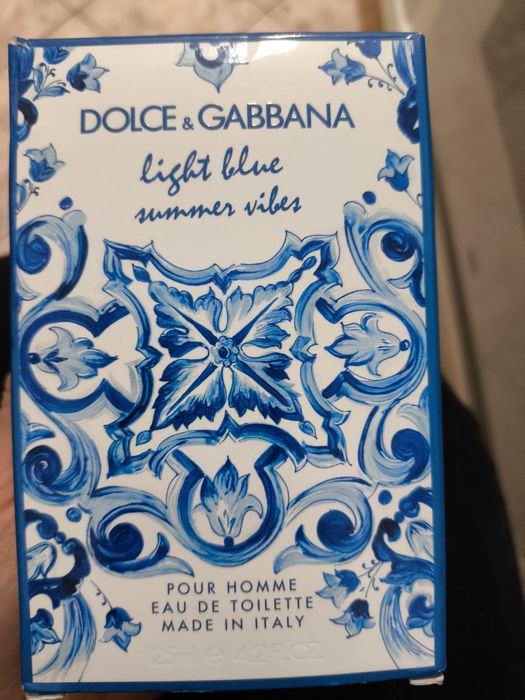 DOLCE & GABBANA
light blue
summer vibes
POUR HOMME
EAU DE TOILETTE
MADE IN ITALY
125ml ℮ 4.2 FL.OZ.